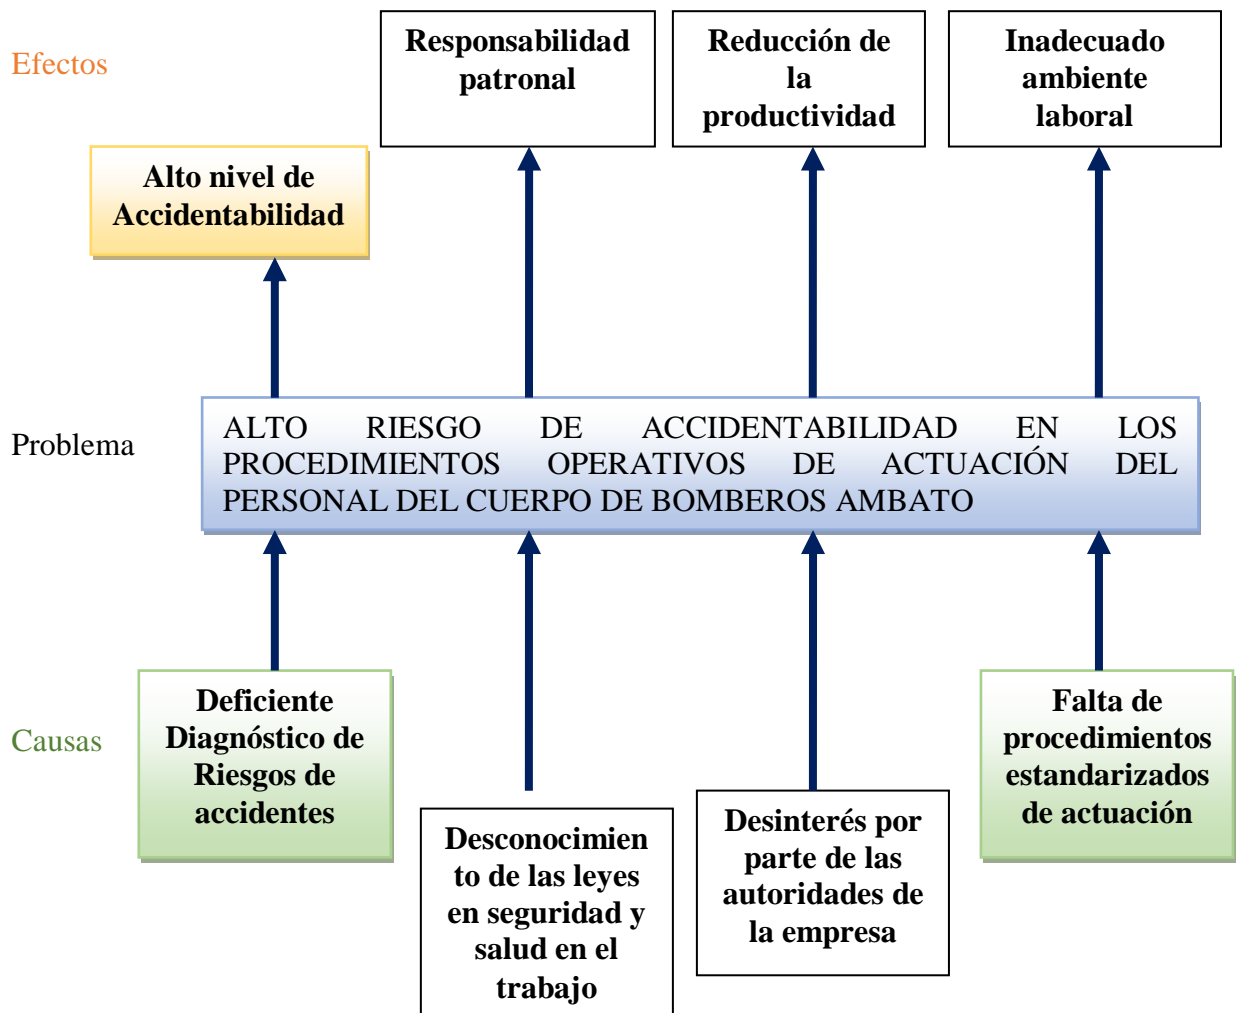 Efectos
Responsabilidad
patronal
Reducción de
la
productividad
Inadecuado
ambiente
laboral
Alto nivel de
Accidentabilidad
Problema
ALTO RIESGO DE ACCIDENTABILIDAD EN LOS
PROCEDIMIENTOS OPERATIVOS DE ACTUACIÓN DEL
PERSONAL DEL CUERPO DE BOMBEROS AMBATO
Causas
Deficiente
Diagnóstico de
Riesgos de
accidentes
Desconocimien
to de las leyes
en seguridad y
salud en el
trabajo
Desinterés por
parte de las
autoridades de
la empresa
Falta de
procedimientos
estandarizados
de actuación